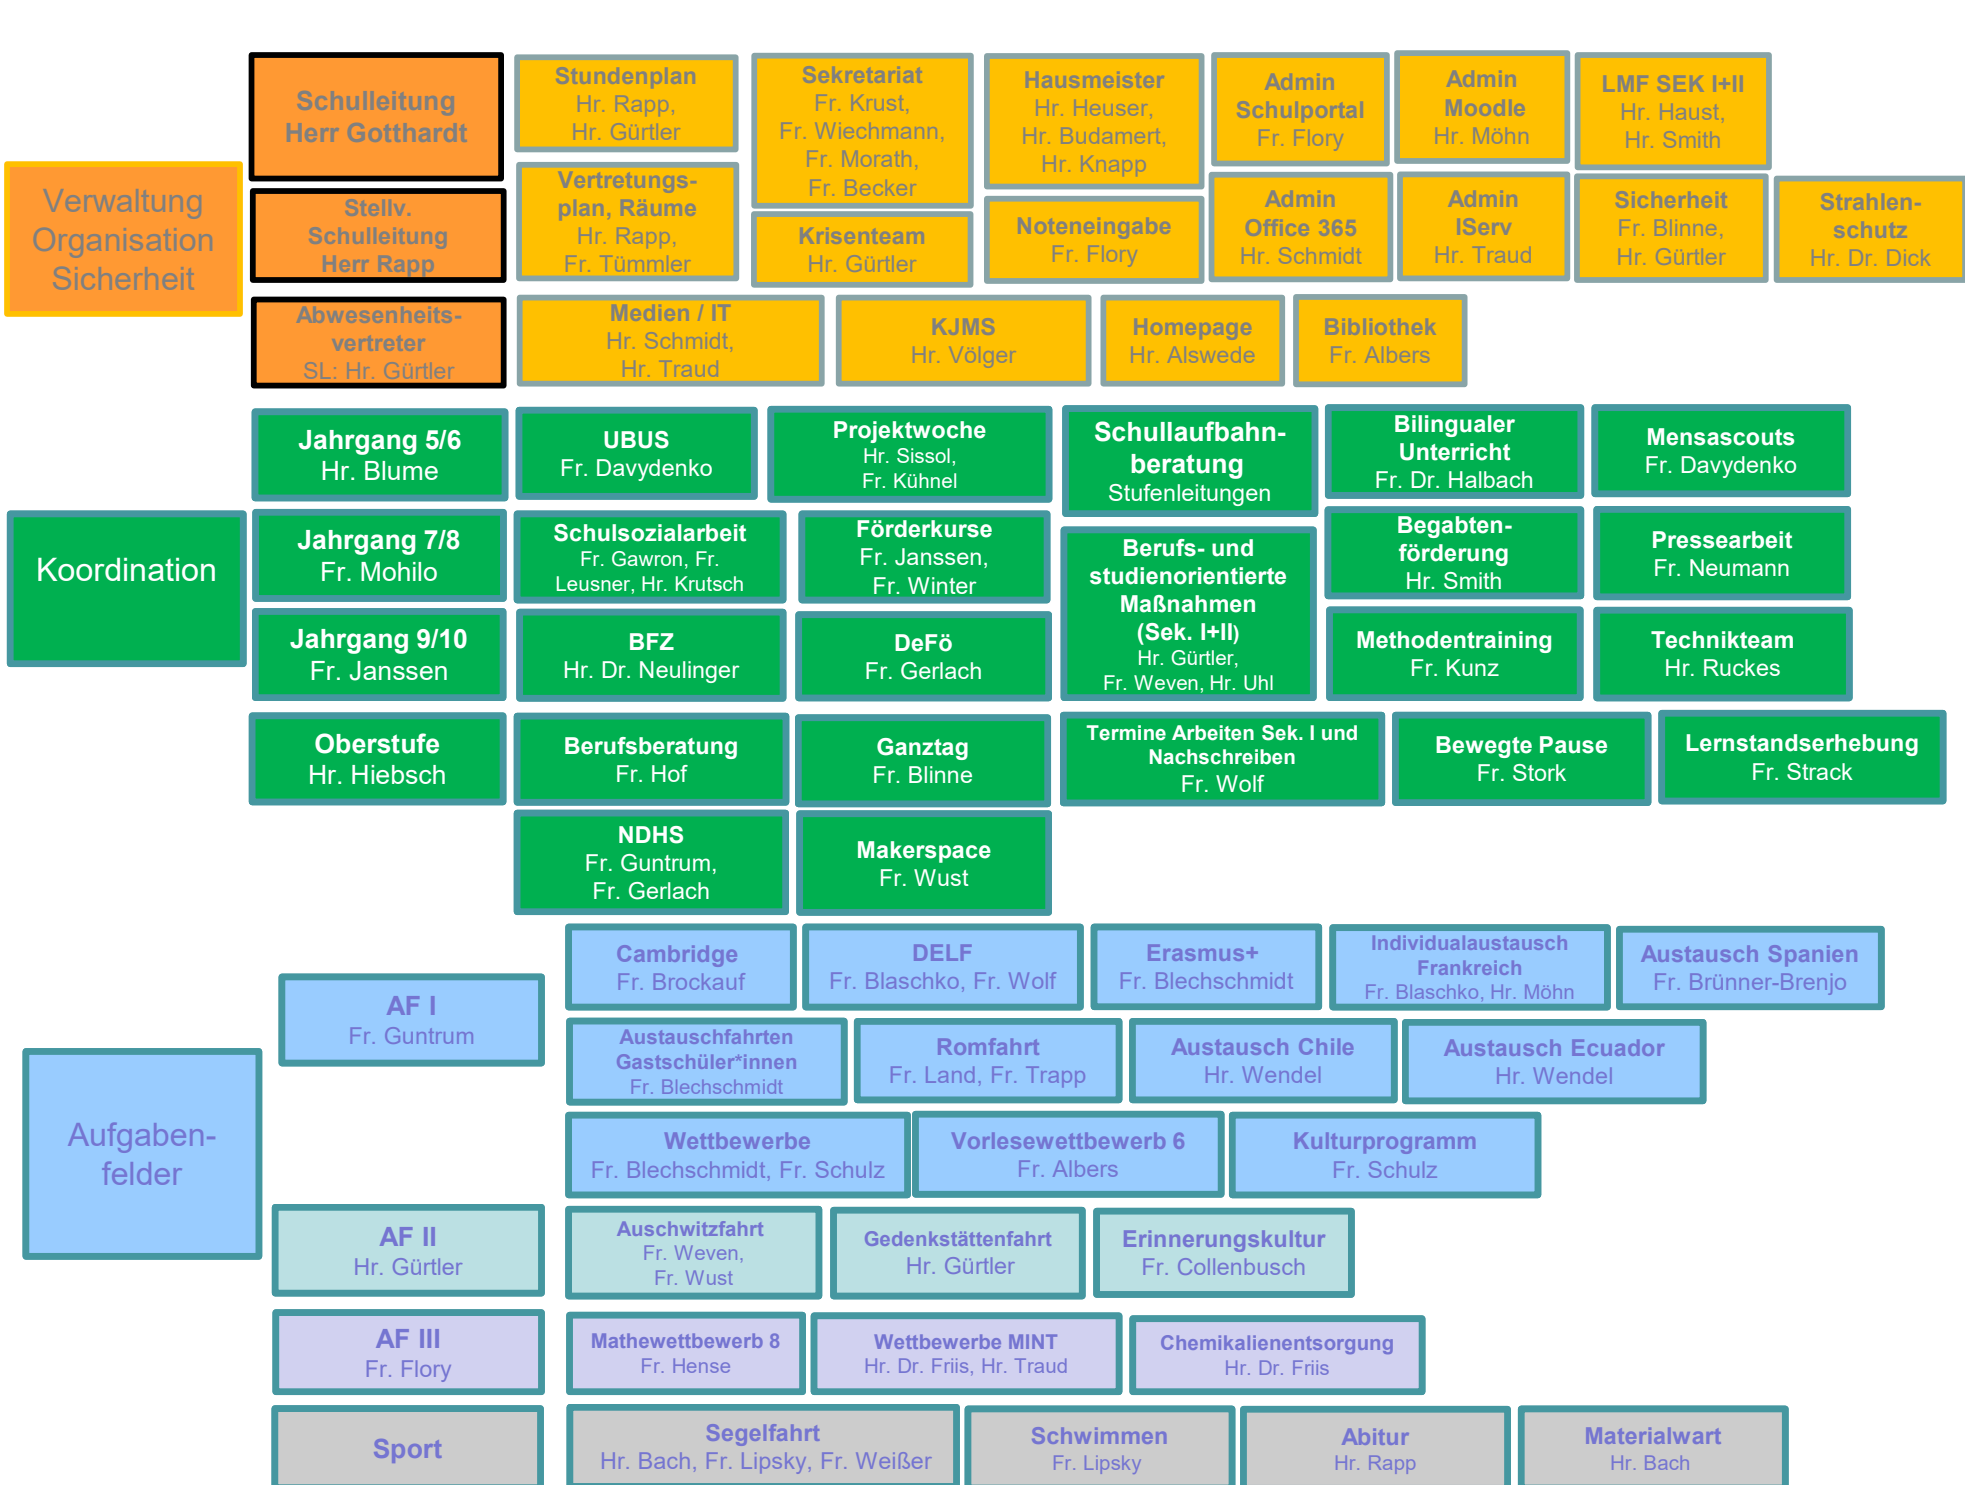 Verwaltung
Organisation
Sicherheit
Schulleitung
Herr Gotthardt
Stellv.
Schulleitung
Herr Rapp
Abwesenheits-
vertreter
SL: Hr. Gürtler
Stundenplan
Hr. Rapp,
Hr. Gürtler
Vertretungs-
plan, Räume
Hr. Rapp,
Fr. Tümmler
Sekretariat
Fr. Krust,
Fr. Wiechmann,
Fr. Morath,
Fr. Becker
Krisenteam
Hr. Gürtler
Hausmeister
Hr. Heuser,
Hr. Budamert,
Hr. Knapp
Noteneingabe
Fr. Flory
Admin
Schulportal
Fr. Flory
Admin
Office 365
Hr. Schmidt
Admin
Moodle
Hr. Möhn
Admin
IServ
Hr. Traud
LMF SEK I+II
Hr. Haust,
Hr. Smith
Sicherheit
Fr. Blinne,
Hr. Gürtler
Strahlen-
schutz
Hr. Dr. Dick
Medien / IT
Hr. Schmidt,
Hr. Traud
KJMS
Hr. Völger
Homepage
Hr. Alswede
Bibliothek
Fr. Albers
Koordination
Jahrgang 5/6
Hr. Blume
UBUS
Fr. Davydenko
Projektwoche
Hr. Sissol,
Fr. Kühnel
Schullaufbahn-
beratung
Stufenleitungen
Bilingualer
Unterricht
Fr. Dr. Halbach
Mensascouts
Fr. Davydenko
Jahrgang 7/8
Fr. Mohilo
Schulsozialarbeit
Fr. Gawron, Fr.
Leusner, Hr. Krutsch
Förderkurse
Fr. Janssen,
Fr. Winter
Berufs- und
studienorientierte
Maßnahmen
(Sek. I+II)
Hr. Gürtler,
Fr. Weven, Hr. Uhl
Begabten-
förderung
Hr. Smith
Pressearbeit
Fr. Neumann
Jahrgang 9/10
Fr. Janssen
BFZ
Hr. Dr. Neulinger
DeFö
Fr. Gerlach
Methodentraining
Fr. Kunz
Technikteam
Hr. Ruckes
Oberstufe
Hr. Hiebsch
Berufsberatung
Fr. Hof
Ganztag
Fr. Blinne
Termine Arbeiten Sek. I und
Nachschreiben
Fr. Wolf
Bewegte Pause
Fr. Stork
Lernstandserhebung
Fr. Strack
NDHS
Fr. Guntrum,
Fr. Gerlach
Makerspace
Fr. Wust
Aufgaben-
felder
AF I
Fr. Guntrum
Cambridge
Fr. Brockauf
DELF
Fr. Blaschko, Fr. Wolf
Erasmus+
Fr. Blechschmidt
Individualaustausch
Frankreich
Fr. Blaschko, Hr. Möhn
Austausch Spanien
Fr. Brünner-Brenjo
Austauschfahrten
Gastschüler*innen
Fr. Blechschmidt
Romfahrt
Fr. Land, Fr. Trapp
Austausch Chile
Hr. Wendel
Austausch Ecuador
Hr. Wendel
Wettbewerbe
Fr. Blechschmidt, Fr. Schulz
Vorlesewettbewerb 6
Fr. Albers
Kulturprogramm
Fr. Schulz
AF II
Hr. Gürtler
Auschwitzfahrt
Fr. Weven,
Fr. Wust
Gedenkstättenfahrt
Hr. Gürtler
Erinnerungskultur
Fr. Collenbusch
AF III
Fr. Flory
Mathewettbewerb 8
Fr. Hense
Wettbewerbe MINT
Hr. Dr. Friis, Hr. Traud
Chemikalienentsorgung
Hr. Dr. Friis
Sport
Segelfahrt
Hr. Bach, Fr. Lipsky, Fr. Weißer
Schwimmen
Fr. Lipsky
Abitur
Hr. Rapp
Materialwart
Hr. Bach